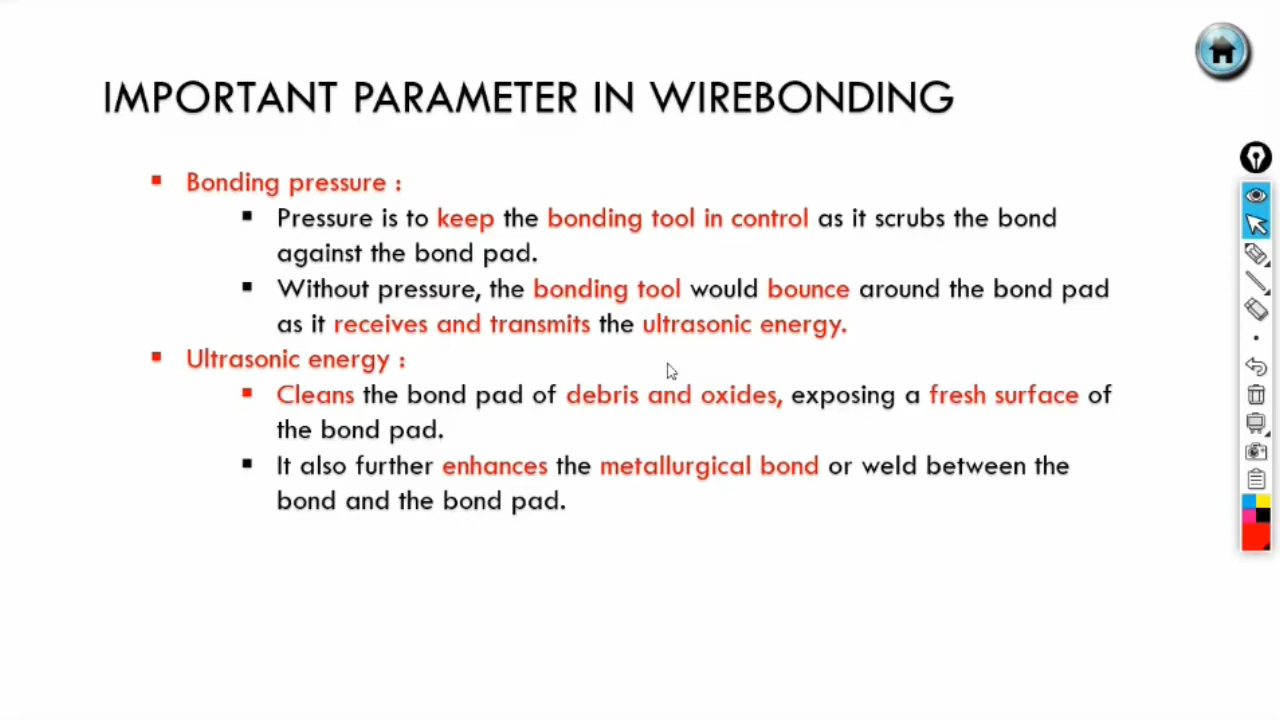 IMPORTANT PARAMETER IN WIREBONDING
Bonding pressure :
Pressure is to keep the bonding tool in control as it scrubs the bond
against the bond pad.
Without pressure, the bonding tool would bounce around the bond pad
as it receives and transmits the ultrasonic energy.
Ultrasonic energy :
Cleans the bond pad of debris and oxides, exposing a fresh surface of
the bond pad.
It also further enhances the metallurgical bond or weld between the
bond and the bond pad.